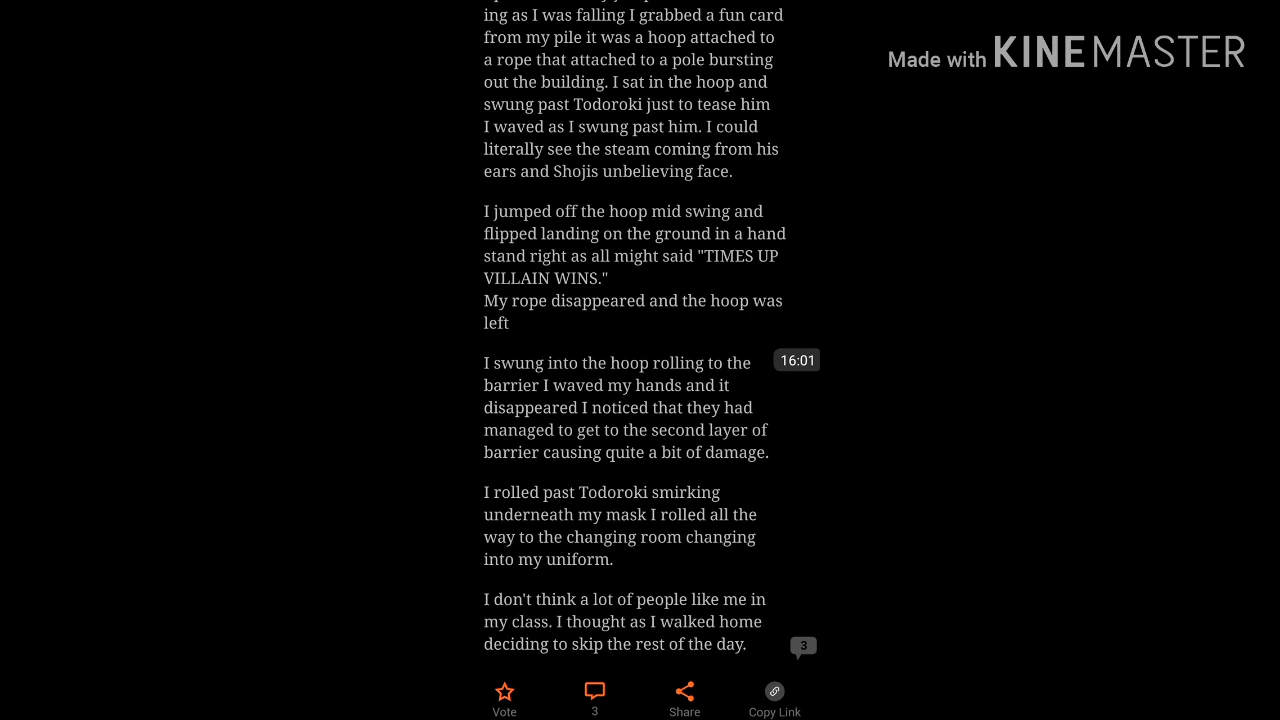 ing as I was falling I grabbed a fun card
from my pile it was a hoop attached to
a rope that attached to a pole bursting
out the building. I sat in the hoop and
swung past Todoroki just to tease him
I waved as I swung past him. I could
literally see the steam coming from his
ears and Shojis unbelieving face.
I jumped off the hoop mid swing and
flipped landing on the ground in a hand
stand right as all might said "TIMES UP
VILLAIN WINS."
My rope disappeared and the hoop was
left
I swung into the hoop rolling to the
barrier I waved my hands and it
disappeared I noticed that they had
managed to get to the second layer of
barrier causing quite a bit of damage.
I rolled past Todoroki smirking
underneath my mask I rolled all the
way to the changing room changing
into my uniform.
I don't think a lot of people like me in
my class. I thought as I walked home
deciding to skip the rest of the day.
3
Vote
3
Share
Copy Link
16:01
Made with KINEMASTER